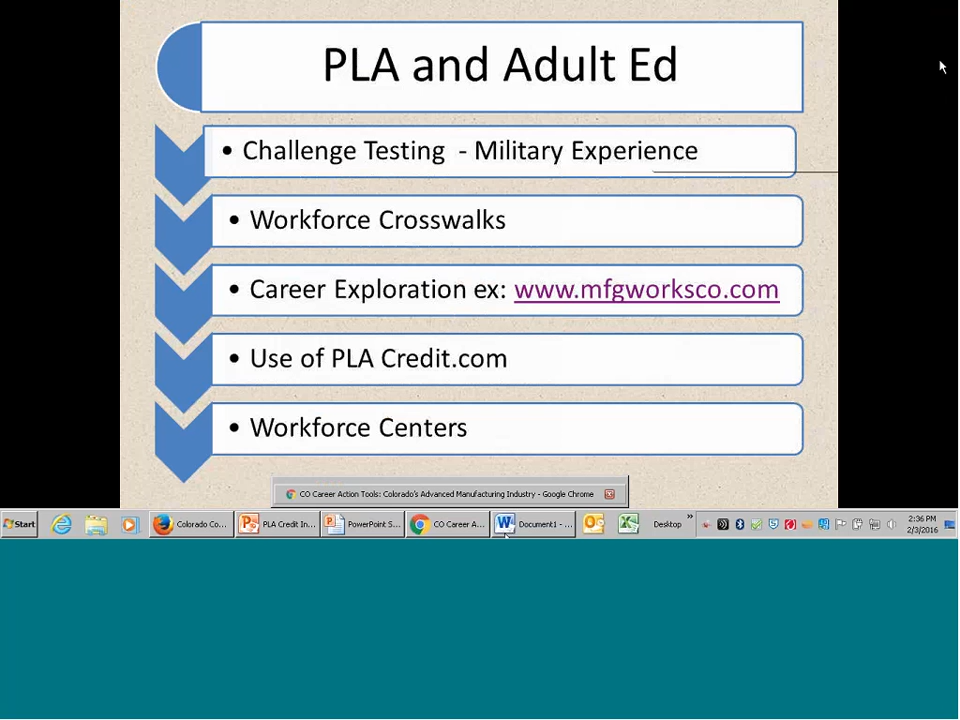 PLA and Adult Ed
• Challenge Testing - Military Experience
• Workforce Crosswalks
• Career Exploration ex: www.mfgworksco.com
• Use of PLA Credit.com
• Workforce Centers
CO Career Action Tools: Colorado's Advanced Manufacturing Industry - Google Chrome
Start
Colorado Co...
PLA Credit In...
PowerPoint S...
CO Career A...
Document1 - ...
Desktop
»
2:36 PM
2/3/2016